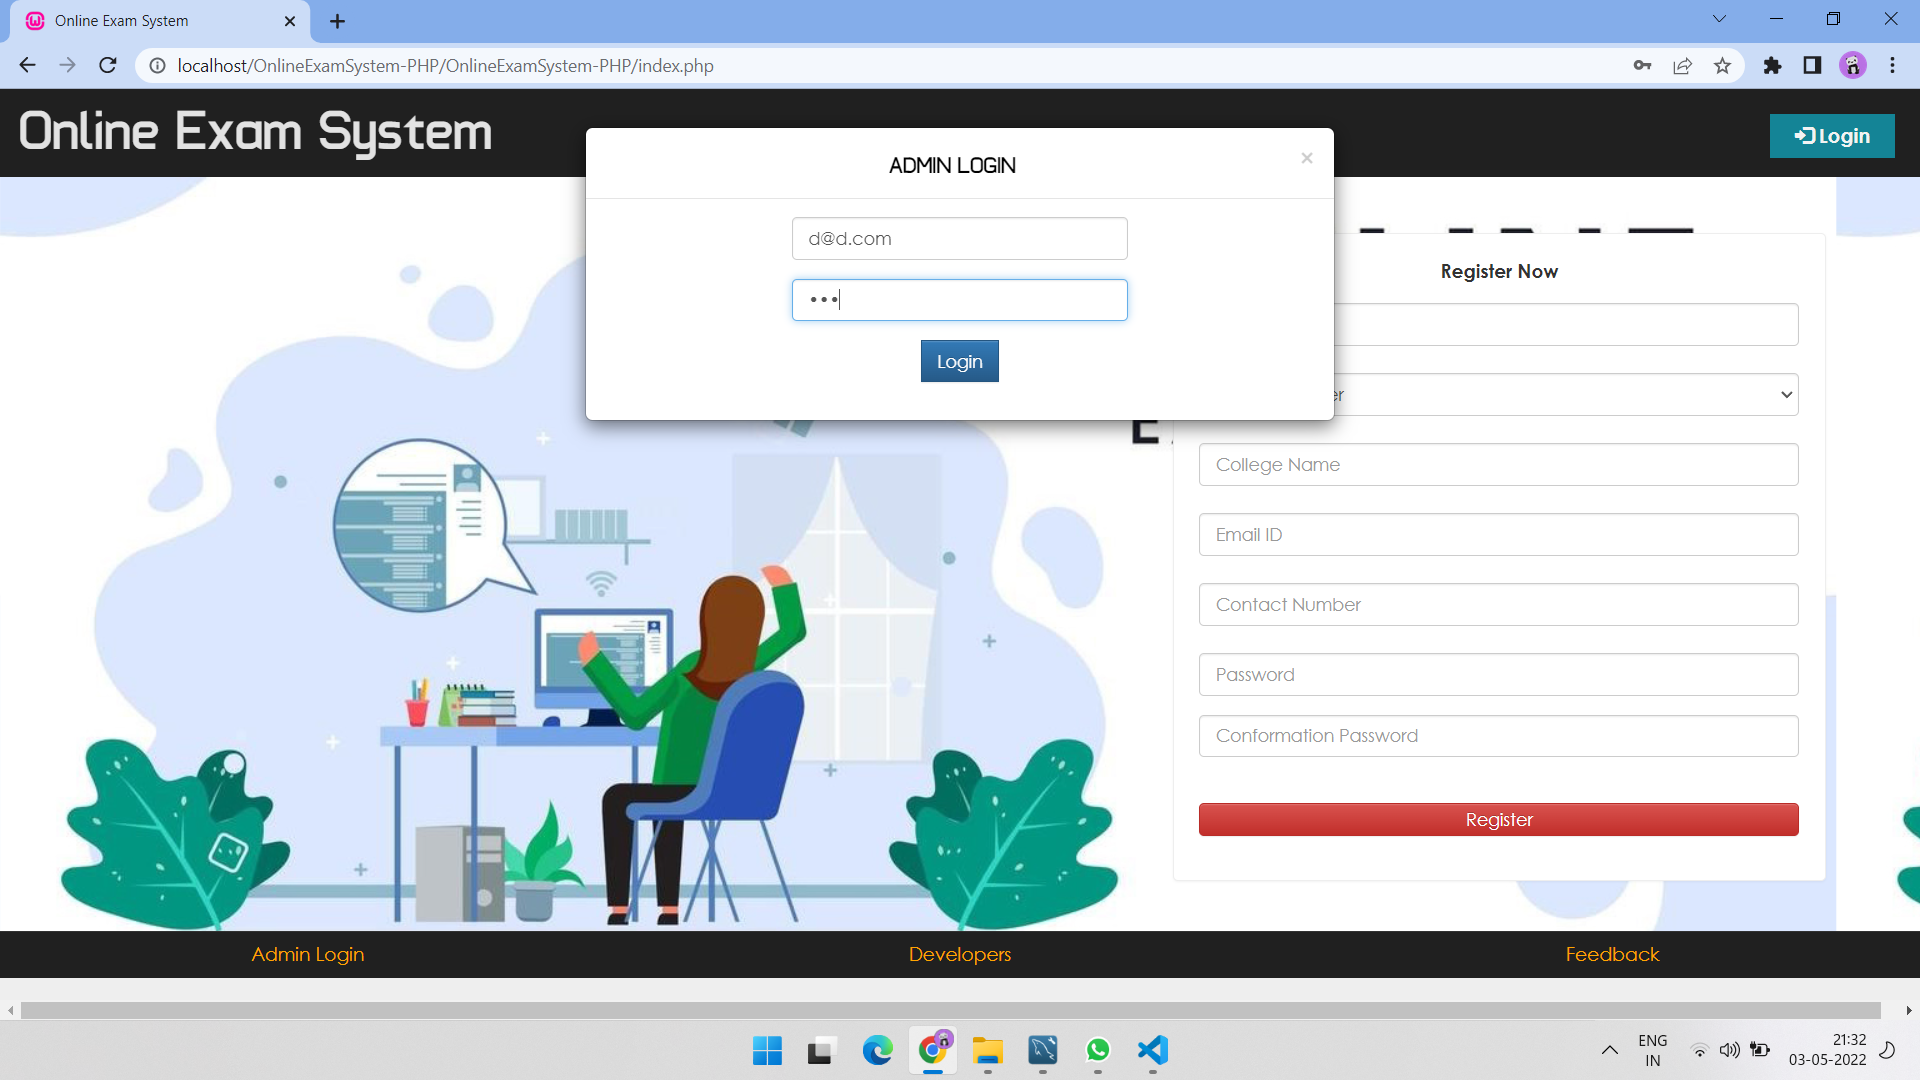 Online Exam System
localhost/OnlineExamSystem-PHP/OnlineExamSystem-PHP/index.php
Online Exam System
Login
ADMIN LOGIN
×
d@d.com
•••
Login
Register Now
er
College Name
Email ID
Contact Number
Password
Conformation Password
Register
E
Admin Login
Developers
Feedback
ENG
IN
21:32
03-05-2022